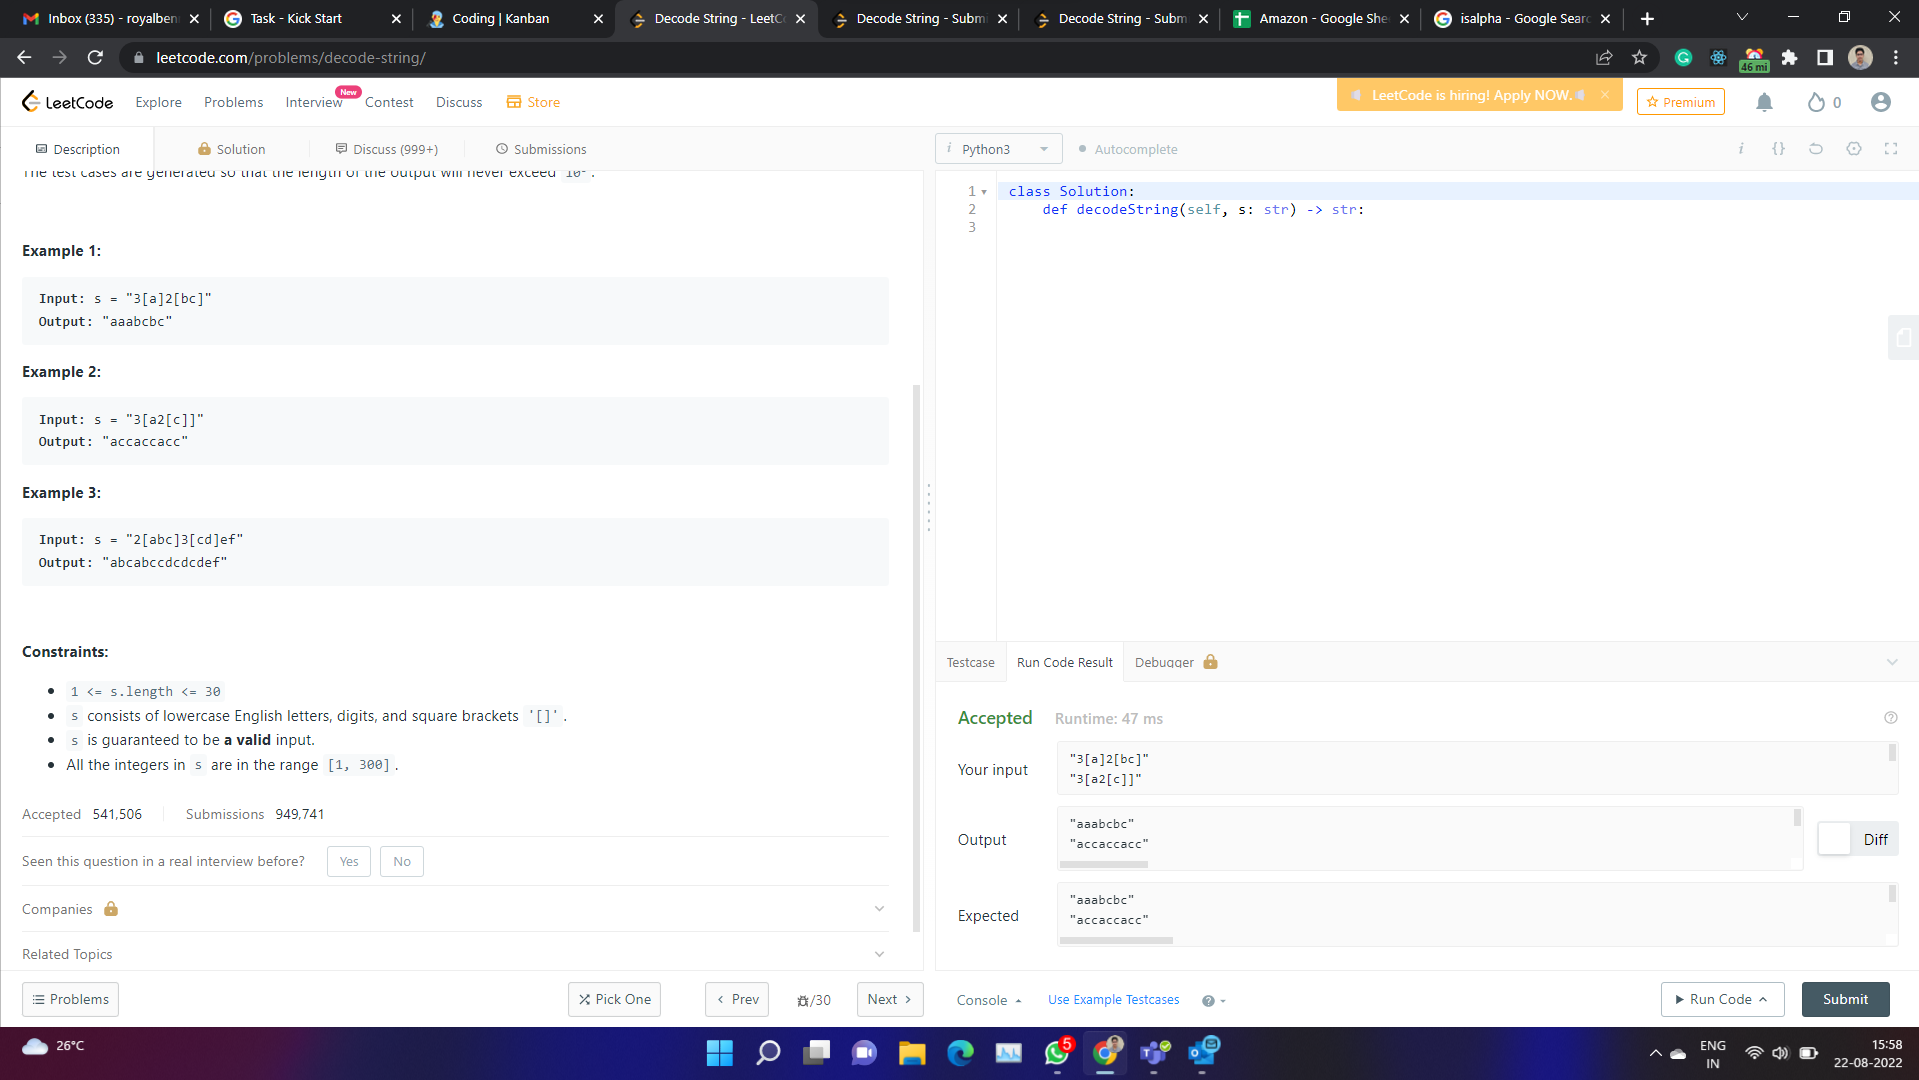 Inbox (335) - royalben
Task - Kick Start
Coding | Kanban
Decode String - LeetCo
Decode String - Submi
Decode String - Subm
Amazon - Google She
isalpha - Google Searc
leetcode.com/problems/decode-string/
46 mi
LeetCode
Explore
Problems
Interview
New
Contest
Discuss
Store
LeetCode is hiring! Apply NOW.
Premium
0
Description
Solution
Discuss (999+)
Submissions
The test cases are generated so that the length of the output will never exceed
Example 1:
Input: s = "3[a]2[bc]"
Output: "aaabcbc"
Example 2:
Input: s = "3[a2[c]]"
Output: "accaccacc"
Example 3:
Input: s = "2[abc]3[cd]ef"
Output: "abcabccdcdcdef"
Constraints:
1 <= s.length <= 30
s consists of lowercase English letters, digits, and square brackets '[]'.
s is guaranteed to be a valid input.
All the integers in s are in the range [1, 300].
Accepted 541,506
Submissions 949,741
Seen this question in a real interview before?
Yes
No
Companies
Related Topics
Problems
Pick One
Prev
/30
Next
i Python3
Autocomplete
i {}
1 class Solution:
2 def decodeString(self, s: str) -> str:
3
Testcase
Run Code Result
Debugger
Accepted
Runtime: 47 ms
Your input
"3[a]2[bc]"
"3[a2[c]]"
Output
"aaabcbc"
"accaccacc"
Diff
Expected
"aaabcbc"
"accaccacc"
Console
Use Example Testcases
Run Code
Submit
26°C
5
ENG
IN
15:58
22-08-2022